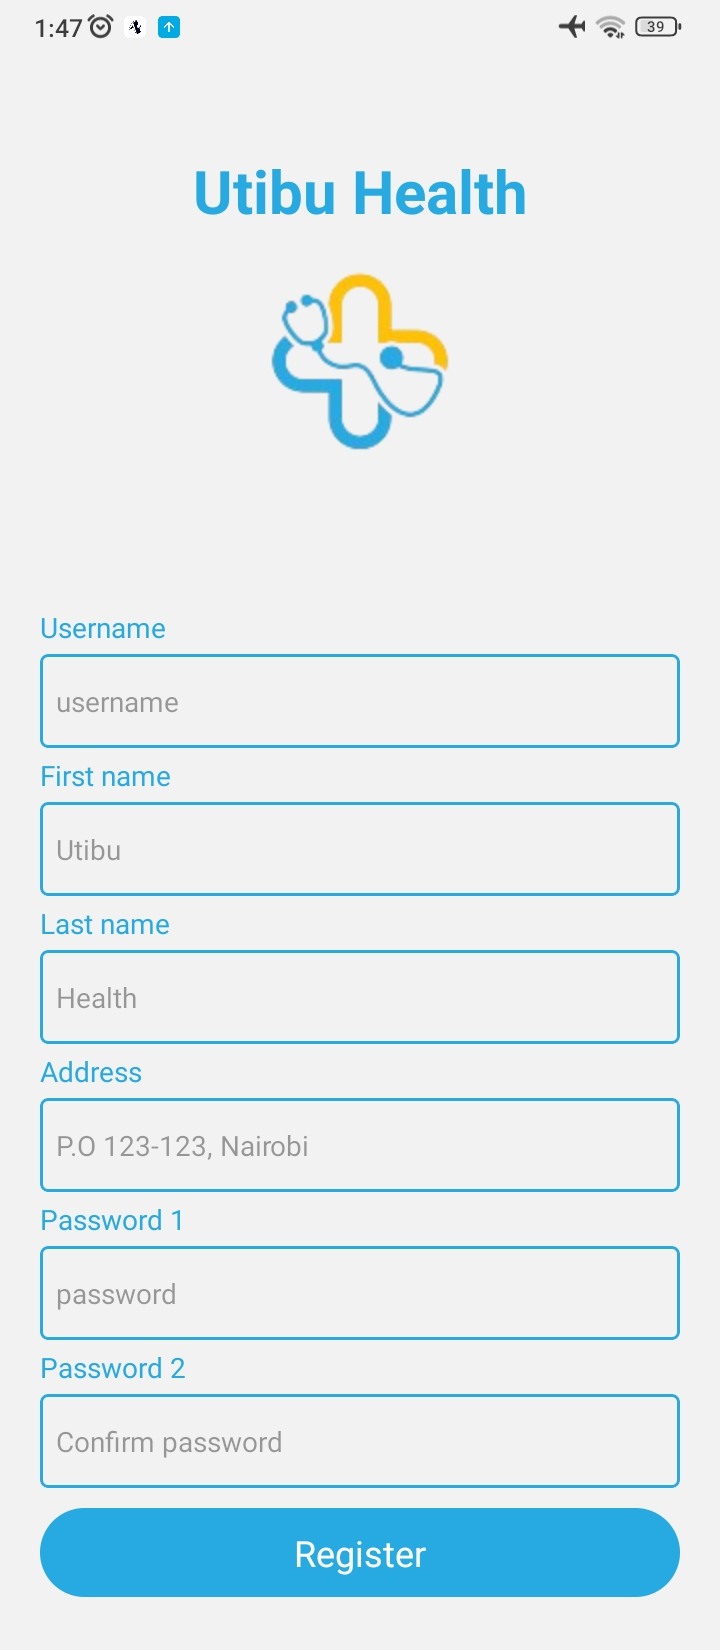 1:47 39
Utibu Health
Username
username
First name
Utibu
Last name
Health
Address
P.O 123-123, Nairobi
Password 1
password
Password 2
Confirm password
Register